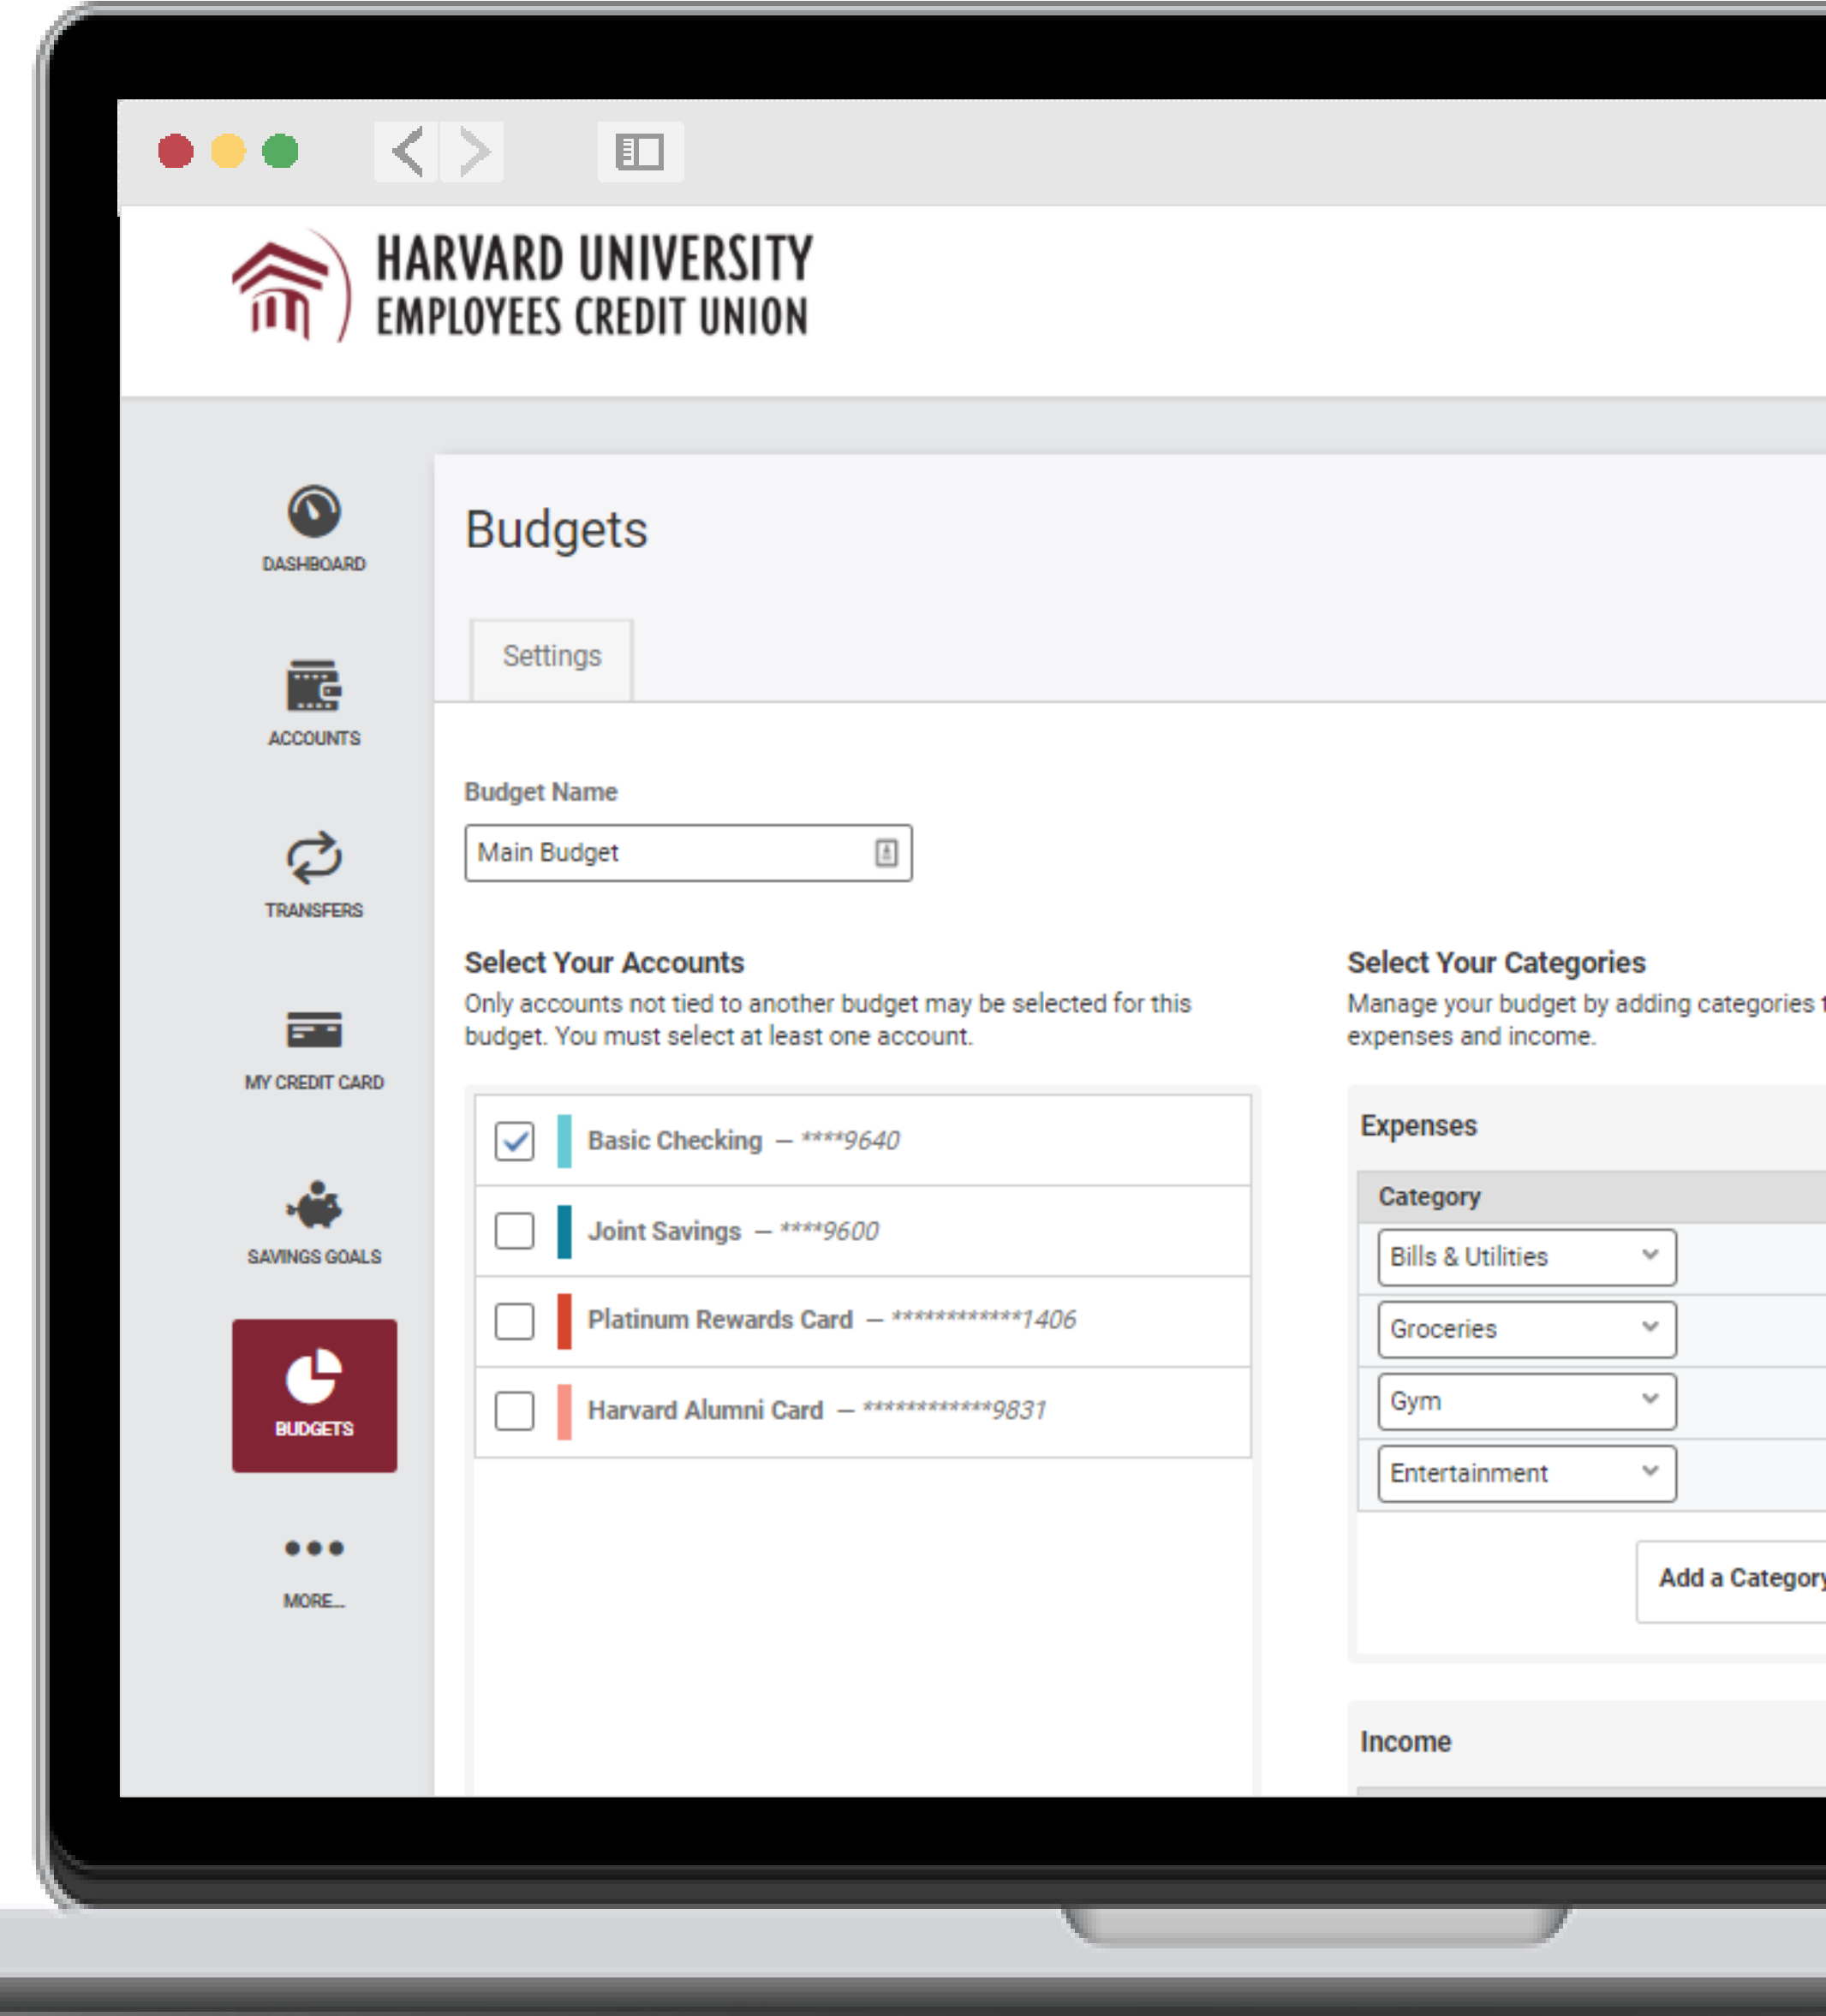 HARVARD UNIVERSITY
EMPLOYEES CREDIT UNION
DASHBOARD
ACCOUNTS
TRANSFERS
MY CREDIT CARD
SAVINGS GOALS
BUDGETS
MORE...
Budgets
Settings
Budget Name
Main Budget
Select Your Accounts
Only accounts not tied to another budget may be selected for this
budget. You must select at least one account.
Basic Checking – ****9640
Joint Savings – ****9600
Platinum Rewards Card – ************1406
Harvard Alumni Card – ************9831
Select Your Categories
Manage your budget by adding categories
expenses and income.
Expenses
Category
Bills & Utilities
Groceries
Gym
Entertainment
Add a Category
Income